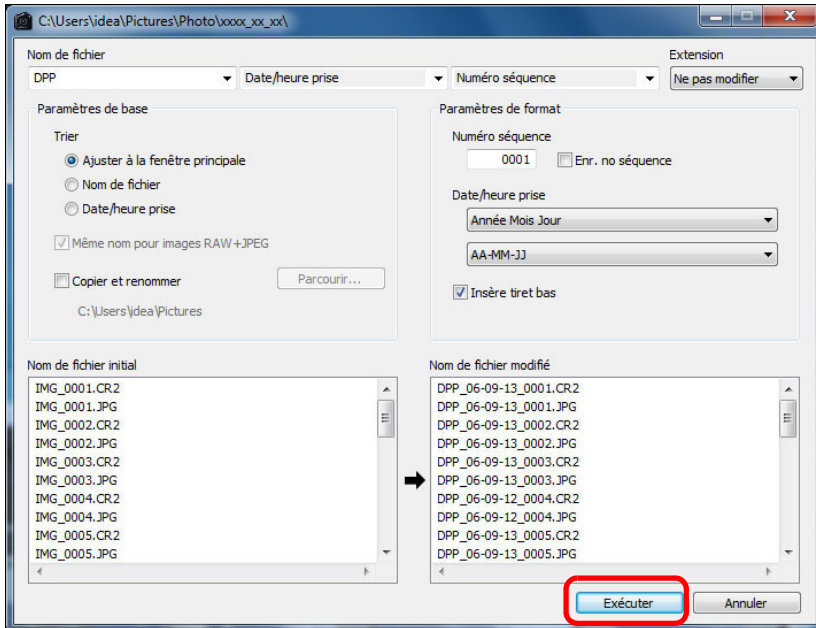 C:\Users\idea\Pictures\Photo\xxxx_xx_xx\
Nom de fichier
Extension
DPP
Date/heure prise
Numéro séquence
Ne pas modifier
Paramètres de base
Trier
Ajuster à la fenêtre principale
Nom de fichier
Date/heure prise
Même nom pour images RAW+JPEG
Copier et renommer
Parcourir...
C:\Users\idea\Pictures
Paramètres de format
Numéro séquence
0001
Enr. no séquence
Date/heure prise
Année Mois Jour
AA-MM-JJ
Insère tiret bas
Nom de fichier initial
IMG_0001.CR2
IMG_0001.JPG
IMG_0002.CR2
IMG_0002.JPG
IMG_0003.CR2
IMG_0003.JPG
IMG_0004.CR2
IMG_0004.JPG
IMG_0005.CR2
IMG_0005.JPG
Nom de fichier modifié
DPP_06-09-13_0001.CR2
DPP_06-09-13_0001.JPG
DPP_06-09-13_0002.CR2
DPP_06-09-13_0002.JPG
DPP_06-09-13_0003.CR2
DPP_06-09-13_0003.JPG
DPP_06-09-12_0004.CR2
DPP_06-09-12_0004.JPG
DPP_06-09-13_0005.CR2
DPP_06-09-13_0005.JPG
Exécuter
Annuler